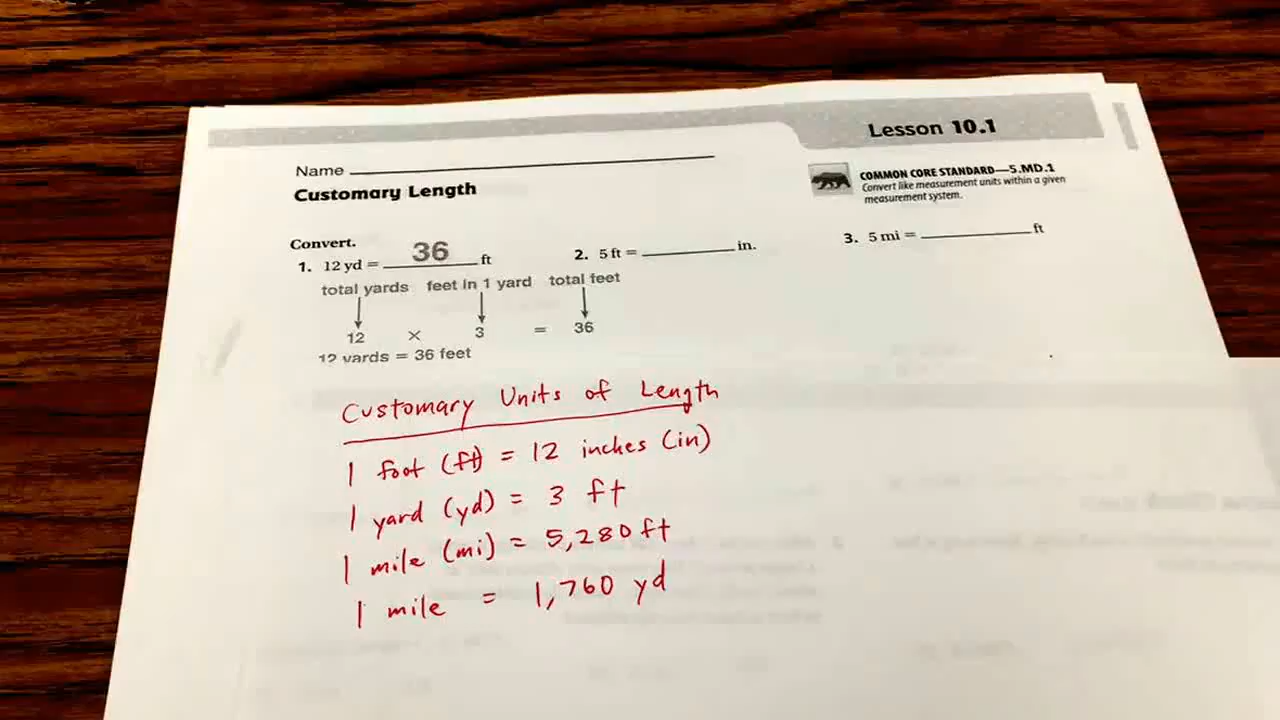 Lesson 10.1
Name
Customary Length
COMMON CORE STANDARD—5.MD.1
Convert like measurement units within a given
measurement system.
Convert.
1. 12 yd = 36 ft
2. 5 ft = in.
3. 5 mi = ft
total yards feet in 1 yard total feet
12 × 3 = 36
12 yards = 36 feet
Customary Units of Length
1 foot (ft) = 12 inches (in)
1 yard (yd) = 3 ft
1 mile (mi) = 5,280 ft
1 mile = 1,760 yd